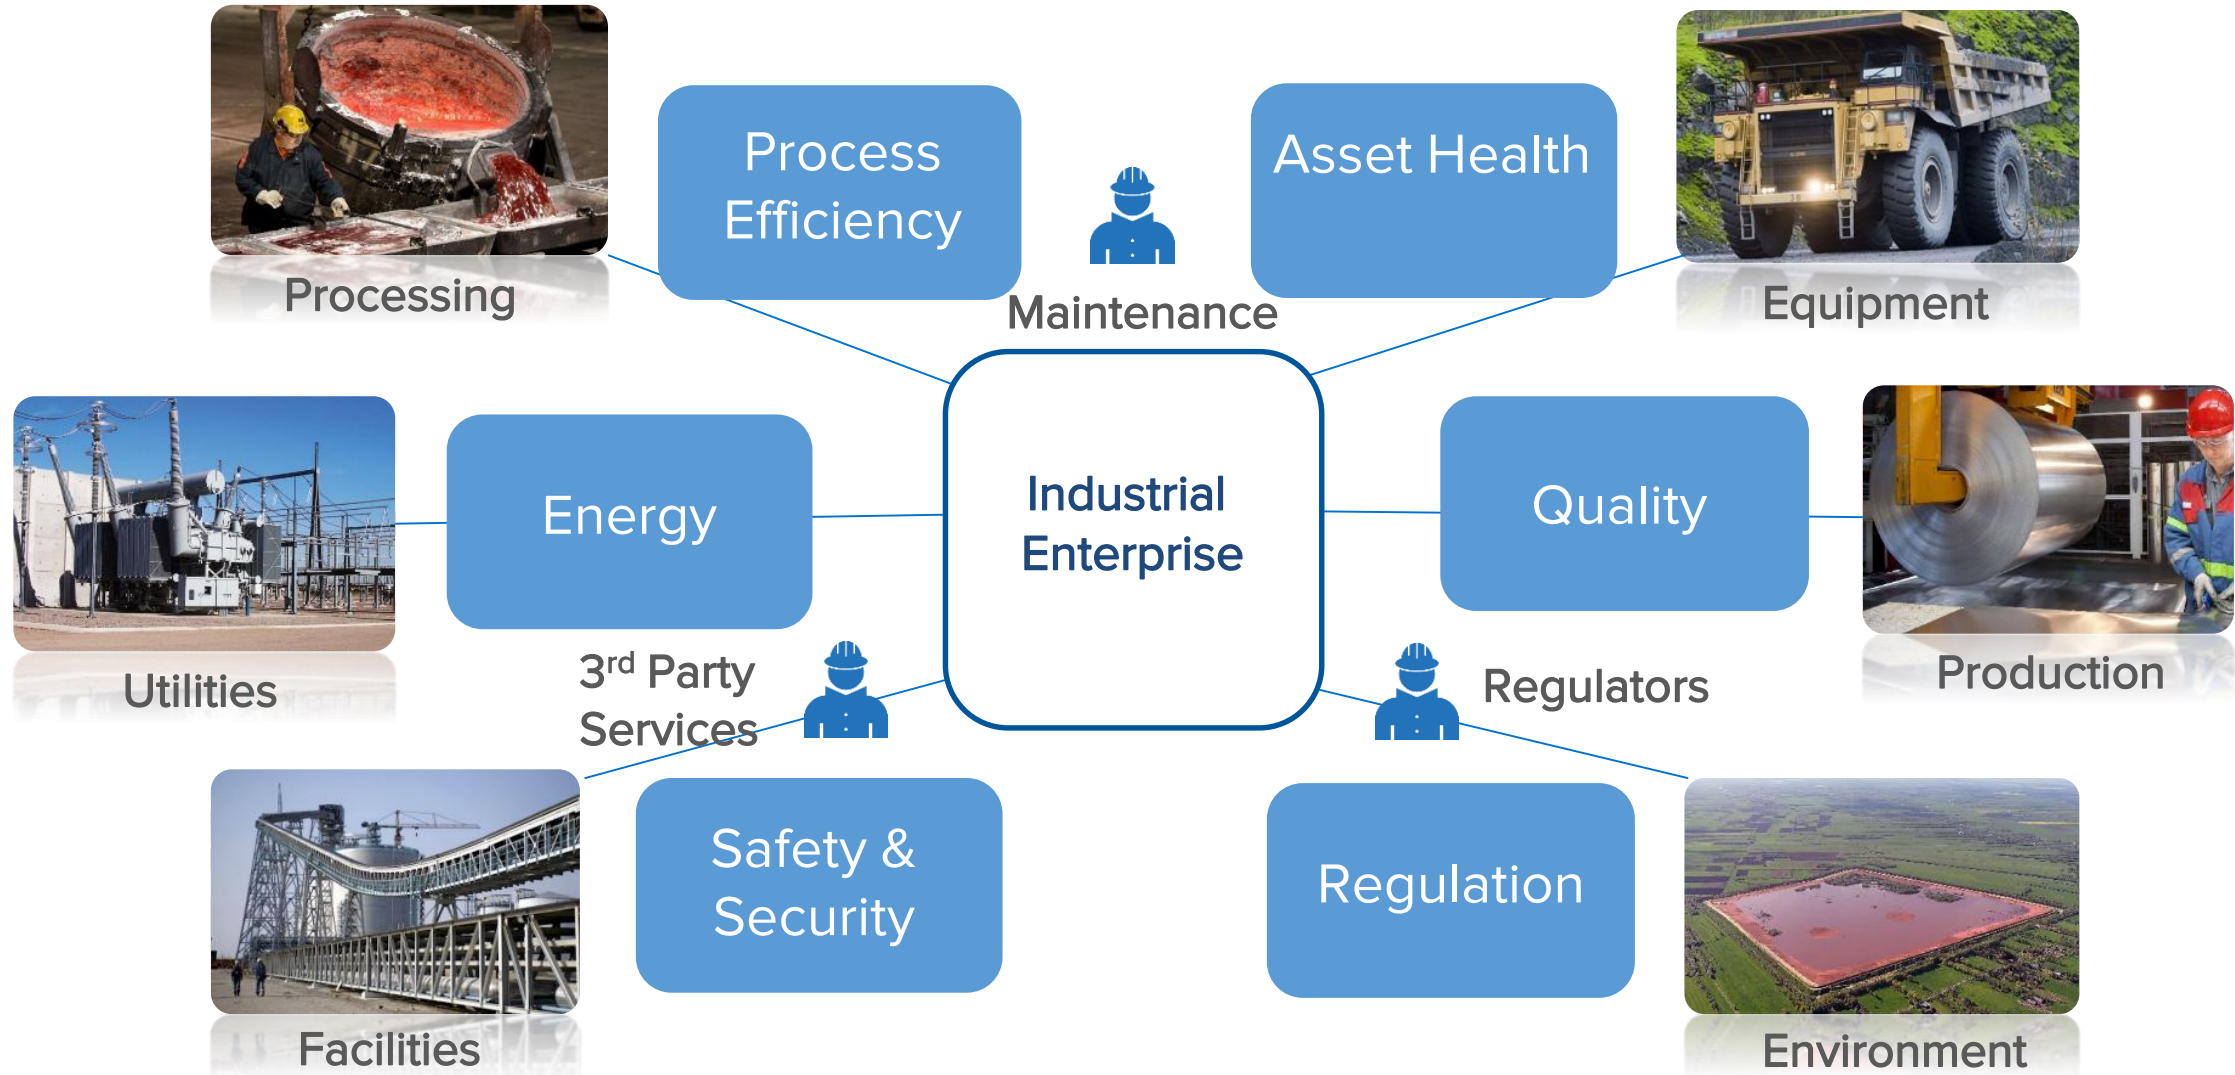 Process
Efficiency
Asset Health
Processing
Maintenance
Equipment
Energy
Industrial
Enterprise
Quality
Utilities
3rd Party
Services
Regulators
Production
Safety &
Security
Regulation
Facilities
Environment